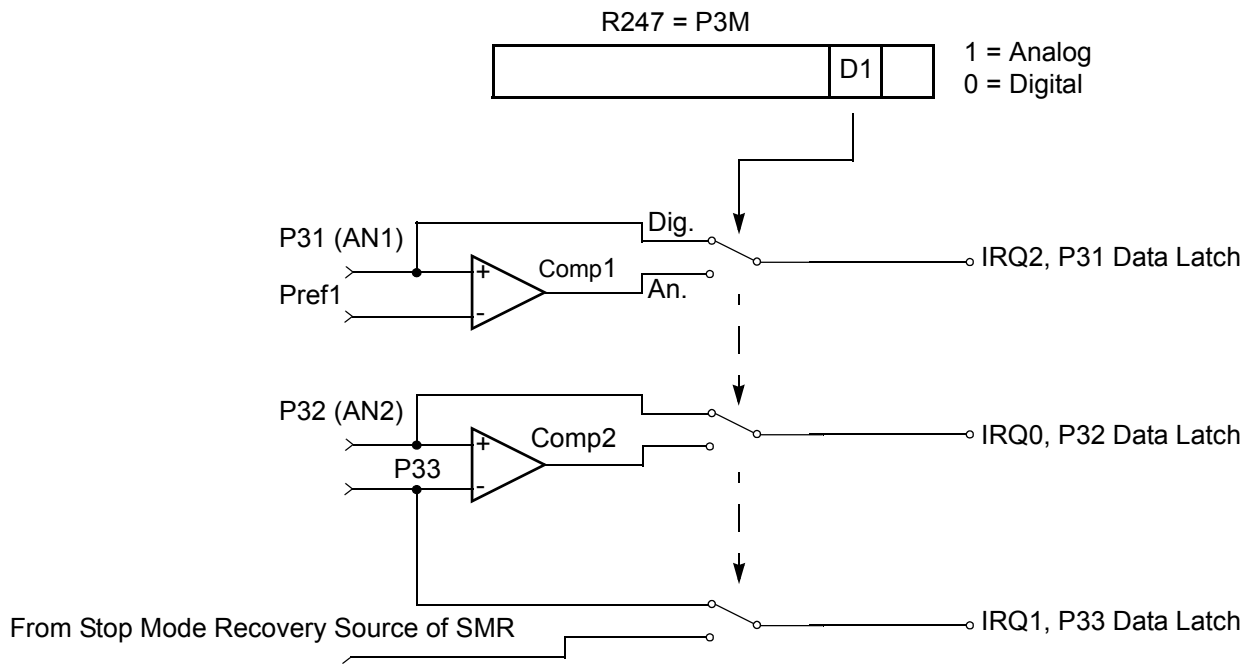 R247 = P3M
D1
1 = Analog
0 = Digital
Dig.
P31 (AN1)
+
Comp1
IRQ2, P31 Data Latch
An.
Pref1
-
P32 (AN2)
+
Comp2
IRQ0, P32 Data Latch
P33
-
From Stop Mode Recovery Source of SMR
IRQ1, P33 Data Latch